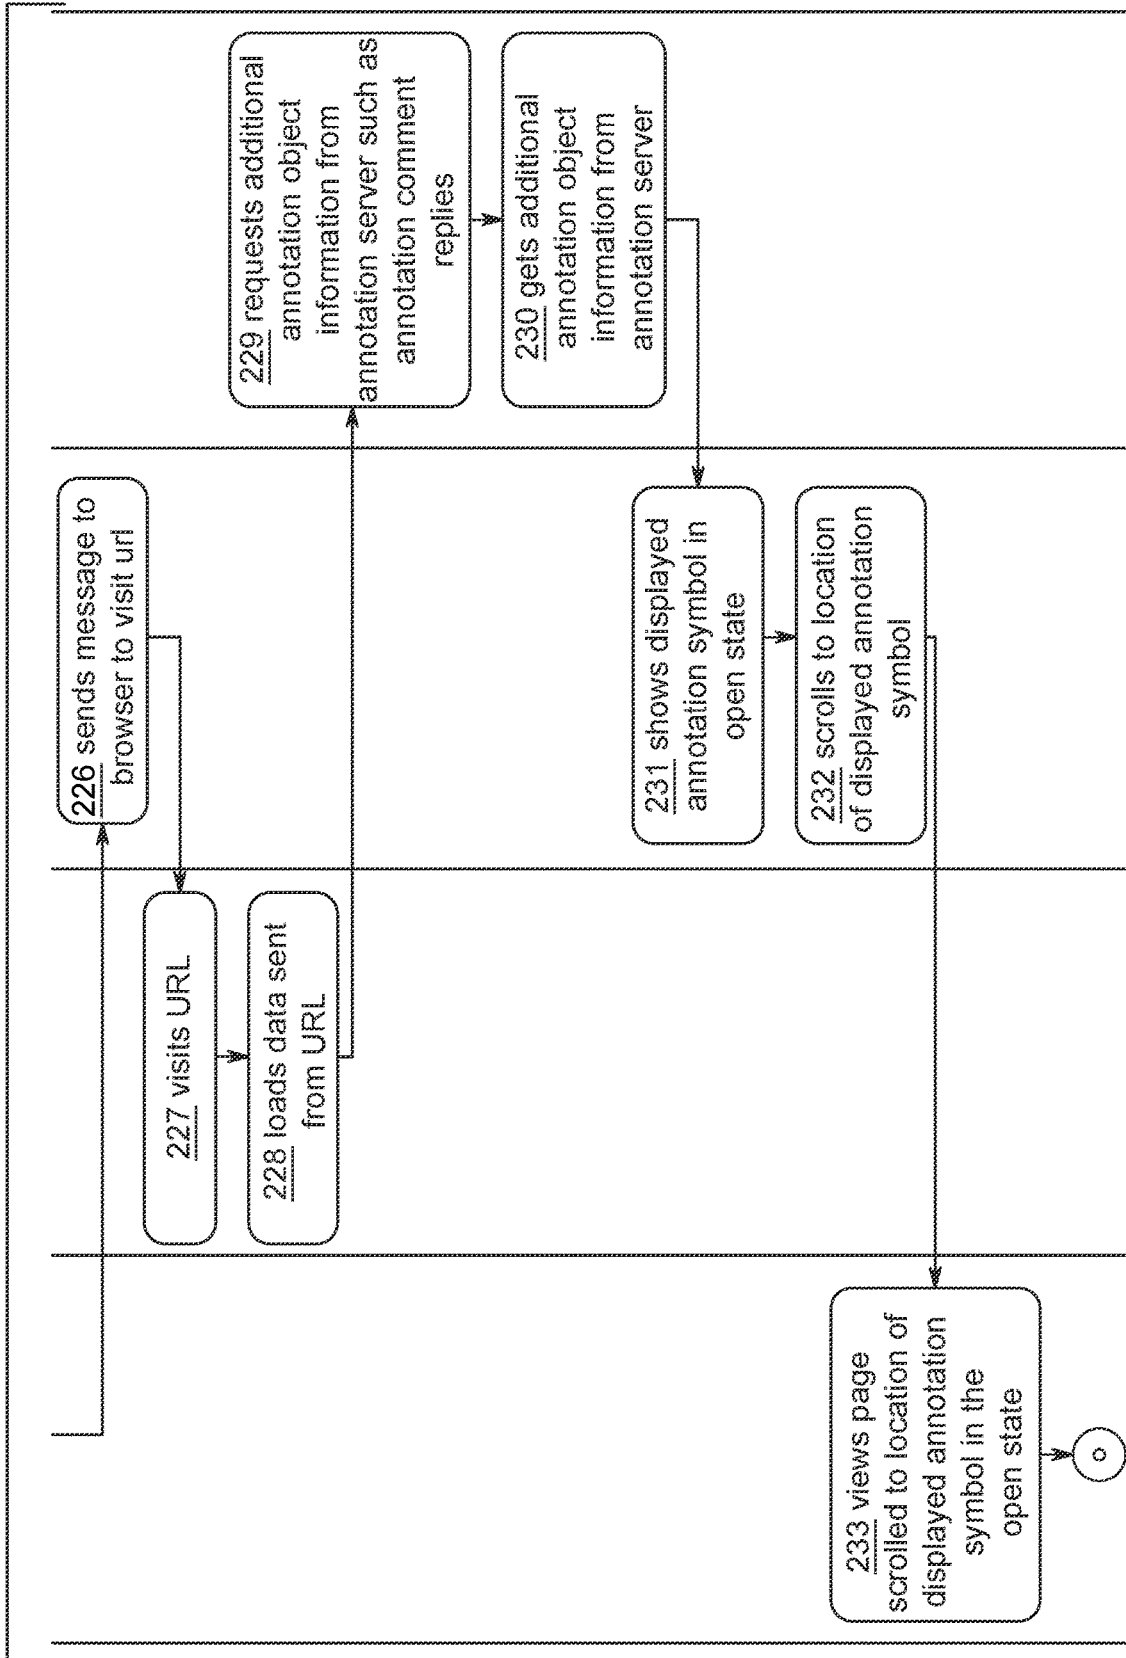 226 sends message to
browser to visit url
227 visits URL
228 loads data sent
from URL
229 requests additional
annotation object
information from
annotation server such as
annotation comment
replies
230 gets additional
annotation object
information from
annotation server
231 shows displayed
annotation symbol in
open state
232 scrolls to location
of displayed annotation
symbol
233 views page
scrolled to location of
displayed annotation
symbol in the
open state